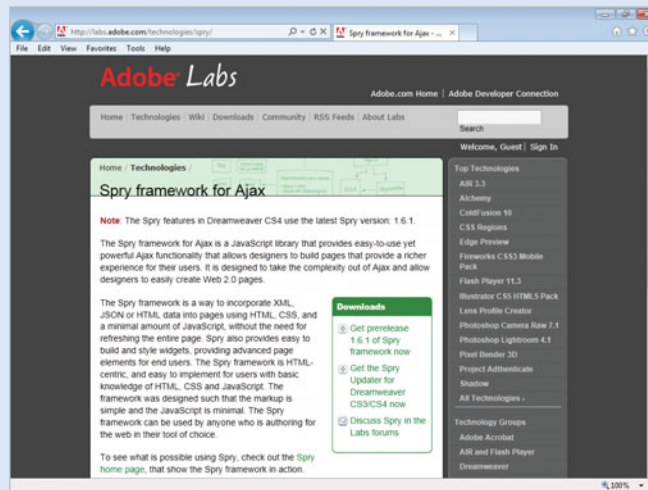 http://labs.adobe.com/technologies/spry/
Spry framework for Ajax - ...
File Edit View Favorites Tools Help
Adobe Labs
Adobe.com Home | Adobe Developer Connection
Home | Technologies | Wiki | Downloads | Community | RSS Feeds | About Labs
Search
Welcome, Guest | Sign In
Home / Technologies /
Spry framework for Ajax
Note: The Spry features in Dreamweaver CS4 use the latest Spry version: 1.6.1.
The Spry framework for Ajax is a JavaScript library that provides easy-to-use yet
powerful Ajax functionality that allows designers to build pages that provide a richer
experience for their users. It is designed to take the complexity out of Ajax and allow
designers to easily create Web 2.0 pages.
The Spry framework is a way to incorporate XML,
JSON or HTML data into pages using HTML, CSS, and
a minimal amount of JavaScript, without the need for
refreshing the entire page. Spry also provides easy to
build and style widgets, providing advanced page
elements for end users. The Spry framework is HTML-
centric, and easy to implement for users with basic
knowledge of HTML, CSS and JavaScript. The
framework was designed such that the markup is
simple and the JavaScript is minimal. The Spry
framework can be used by anyone who is authoring for
the web in their tool of choice.
To see what is possible using Spry, check out the Spry
home page, that show the Spry framework in action.
Downloads
Get prerelease
1.6.1 of Spry
framework now
Get the Spry
Updater for
Dreamweaver
CS3/CS4 now
Discuss Spry in the
Labs forums
Top Technologies
AIR 3.3
Alchemy
ColdFusion 10
CSS Regions
Edge Preview
Fireworks CSS3 Mobile
Pack
Flash Player 11.3
Illustrator CS5 HTML5 Pack
Lens Profile Creator
Photoshop Camera Raw 7.1
Photoshop Lightroom 4.1
Pixel Bender 3D
Project Adthenticate
Shadow
All Technologies
Technology Groups
Adobe Acrobat
AIR and Flash Player
Dreamweaver
100%